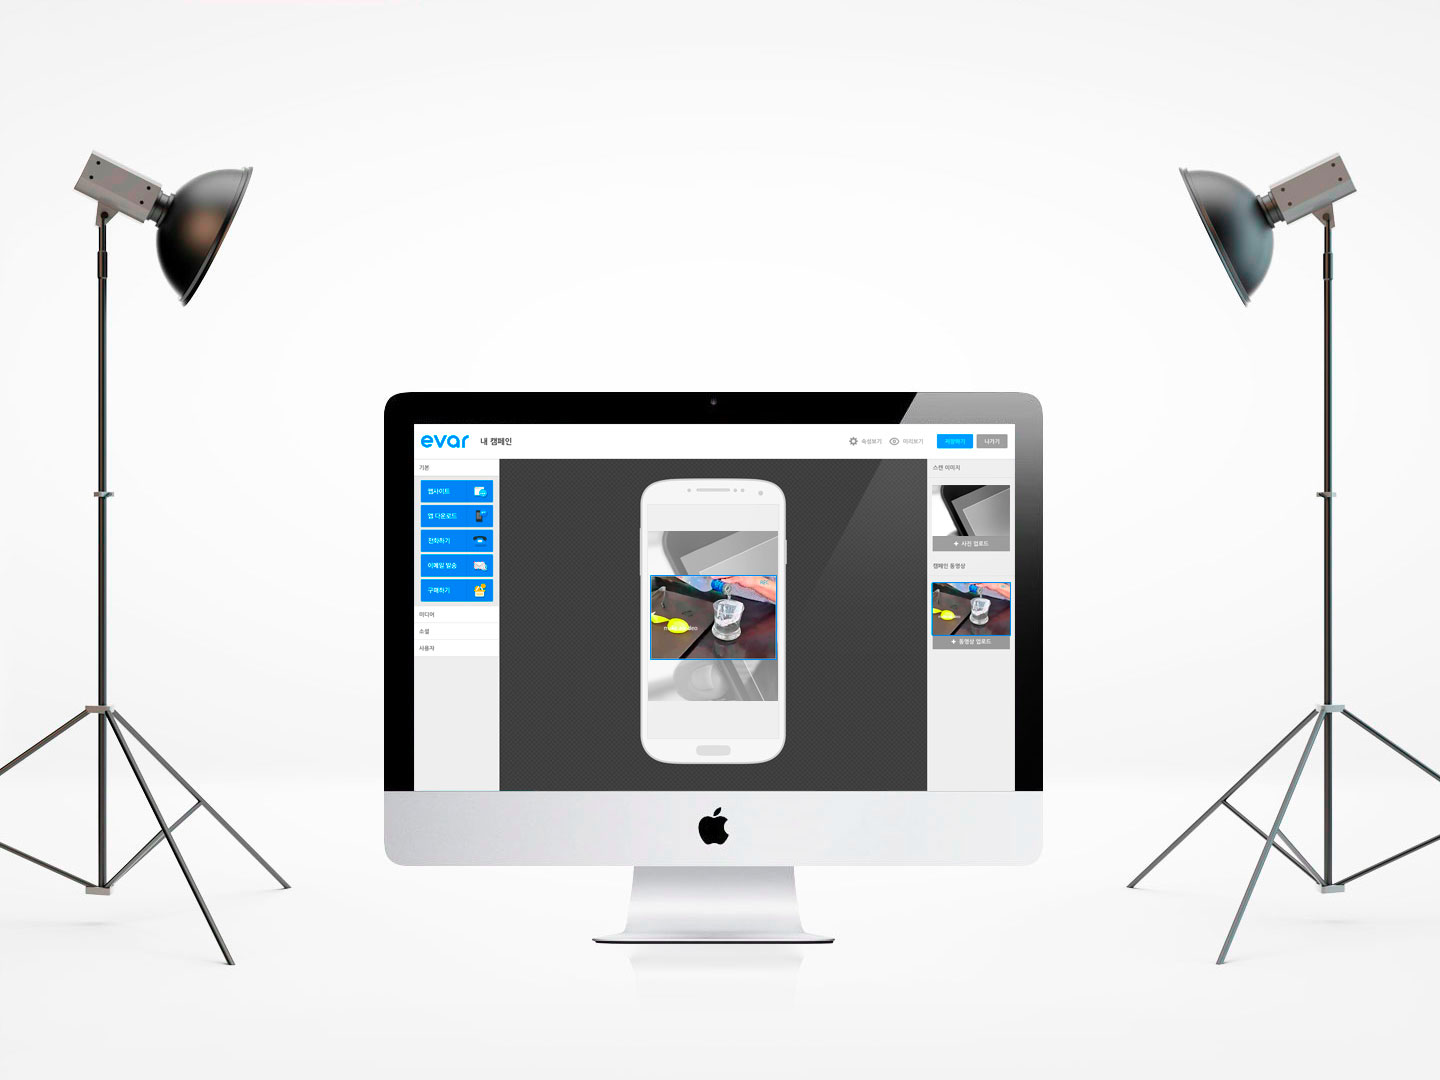 evar
내 캠페인
속성보기
미리보기
저장하기
나가기
기본
웹사이트
앱 다운로드
전화하기
이메일 발송
구매하기
미디어
소셜
사용자
스캔 이미지
+ 사진 업로드
캠페인 동영상
+ 동영상 업로드